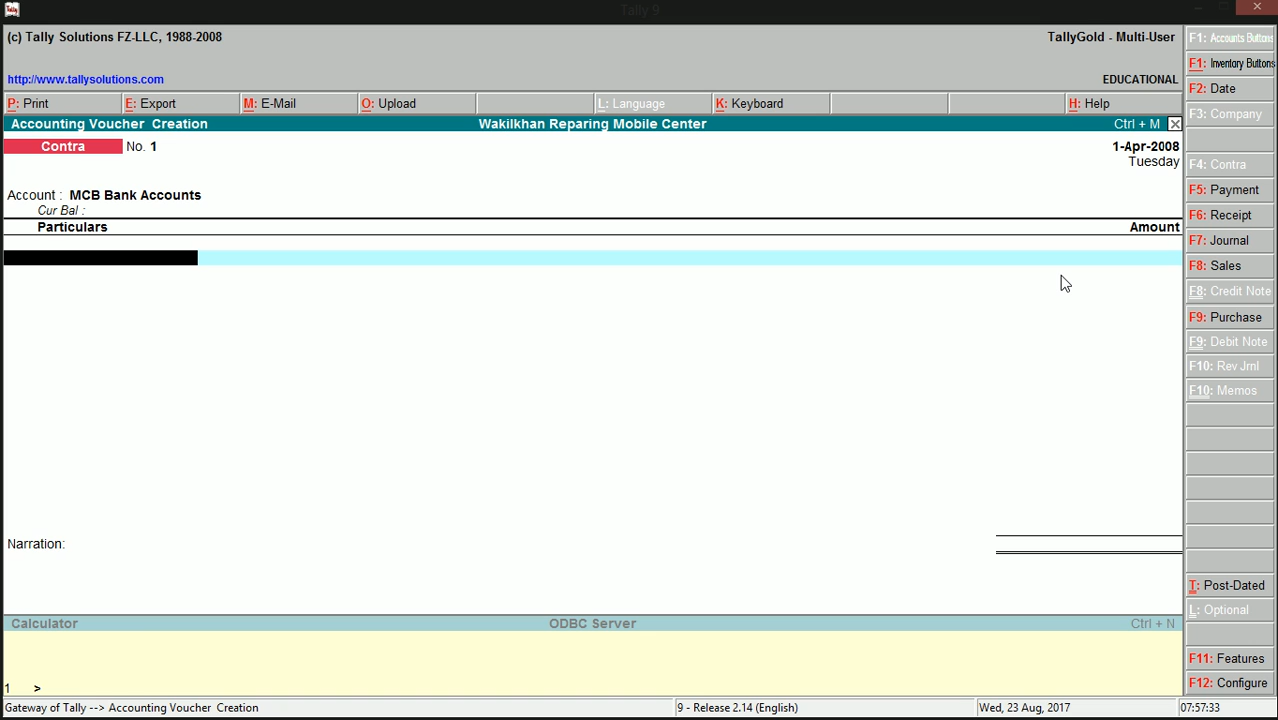 Tally 9
(c) Tally Solutions FZ-LLC, 1988-2008
TallyGold - Multi-User
http://www.tallysolutions.com
EDUCATIONAL
P: Print
E: Export
M: E-Mail
O: Upload
L: Language
K: Keyboard
H: Help
Accounting Voucher Creation
Wakilkhan Reparing Mobile Center
Ctrl + M
Contra
No. 1
1-Apr-2008
Tuesday
Account : MCB Bank Accounts
Cur Bal :
Particulars
Amount
Narration:
Calculator
ODBC Server
Ctrl + N
1 >
F1: Accounts Buttons
F1: Inventory Buttons
F2: Date
F3: Company
F4: Contra
F5: Payment
F6: Receipt
F7: Journal
F8: Sales
F8: Credit Note
F9: Purchase
F9: Debit Note
F10: Rev Jrnl
F10: Memos
T: Post-Dated
L: Optional
F11: Features
F12: Configure
Gateway of Tally --> Accounting Voucher Creation
9 - Release 2.14 (English)
Wed, 23 Aug, 2017
07:57:33